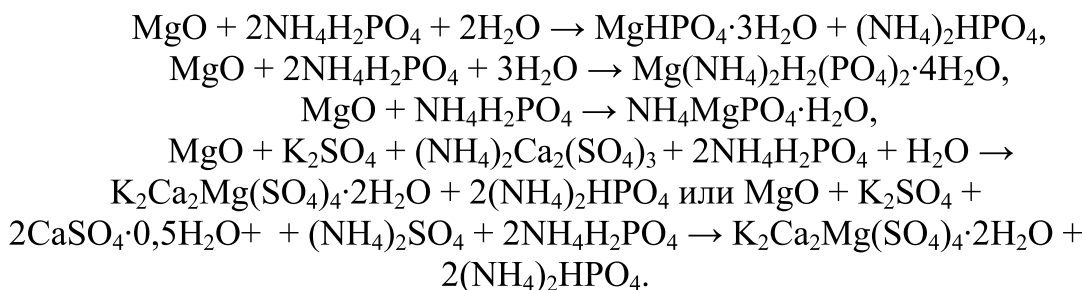 MgO + 2NH₄H₂PO₄ + 2H₂O → MgHPO₄·3H₂O + (NH₄)₂HPO₄,
MgO + 2NH₄H₂PO₄ + 3H₂O → Mg(NH₄)₂H₂(PO₄)₂·4H₂O,
MgO + NH₄H₂PO₄ → NH₄MgPO₄·H₂O,
MgO + K₂SO₄ + (NH₄)₂Ca₂(SO₄)₃ + 2NH₄H₂PO₄ + H₂O →
K₂Ca₂Mg(SO₄)₄·2H₂O + 2(NH₄)₂HPO₄ или MgO + K₂SO₄ +
2CaSO₄·0,5H₂O+ + (NH₄)₂SO₄ + 2NH₄H₂PO₄ → K₂Ca₂Mg(SO₄)₄·2H₂O +
2(NH₄)₂HPO₄.